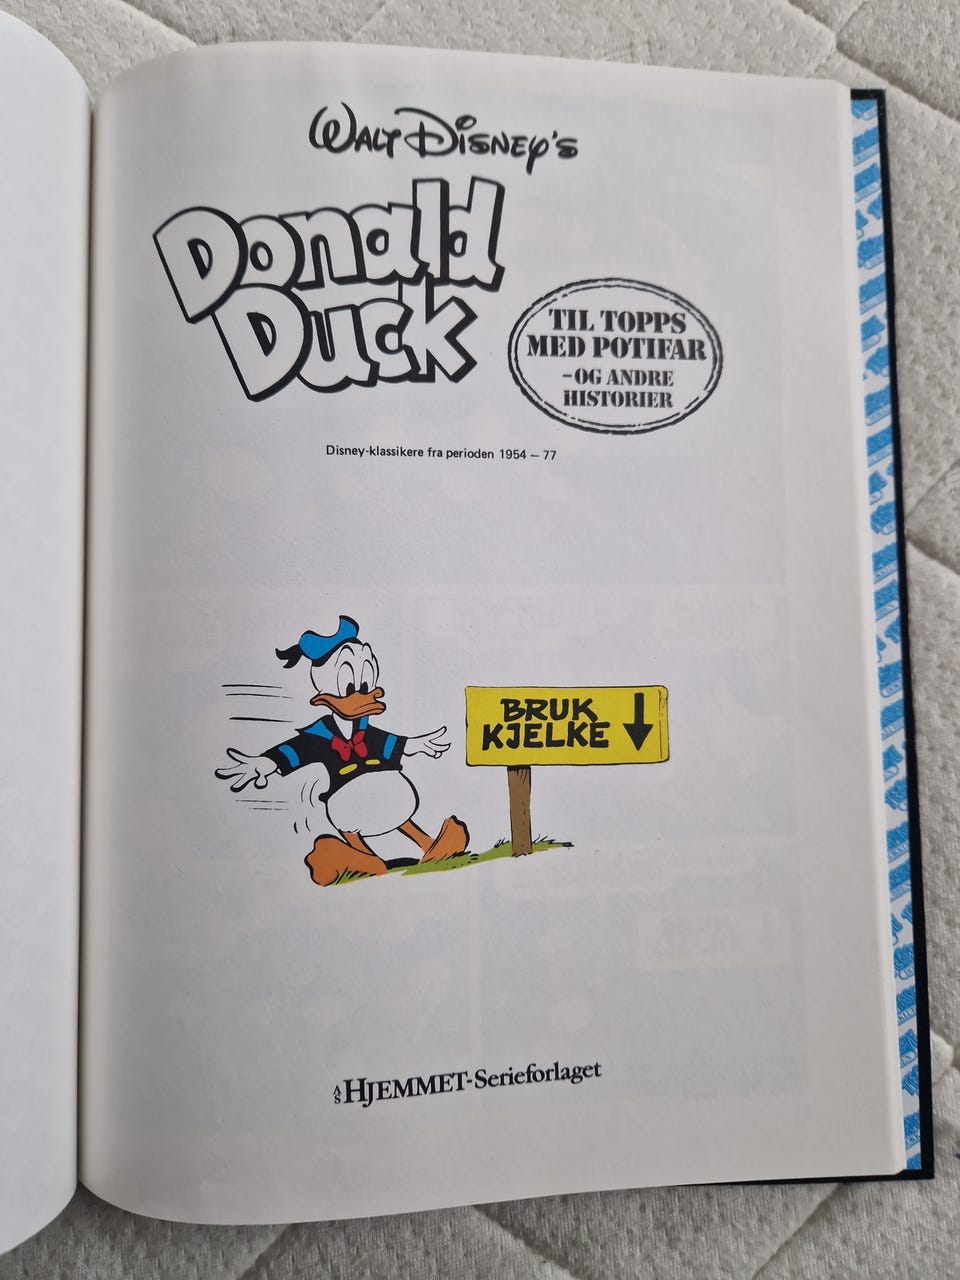 Walt Disney's
Donald
Duck
TIL TOPPS
MED POTIFAR
–OG ANDRE
HISTORIER
Disney-klassikere fra perioden 1954 – 77
BRUK
KJELKE
A/S HJEMMET-Serieforlaget